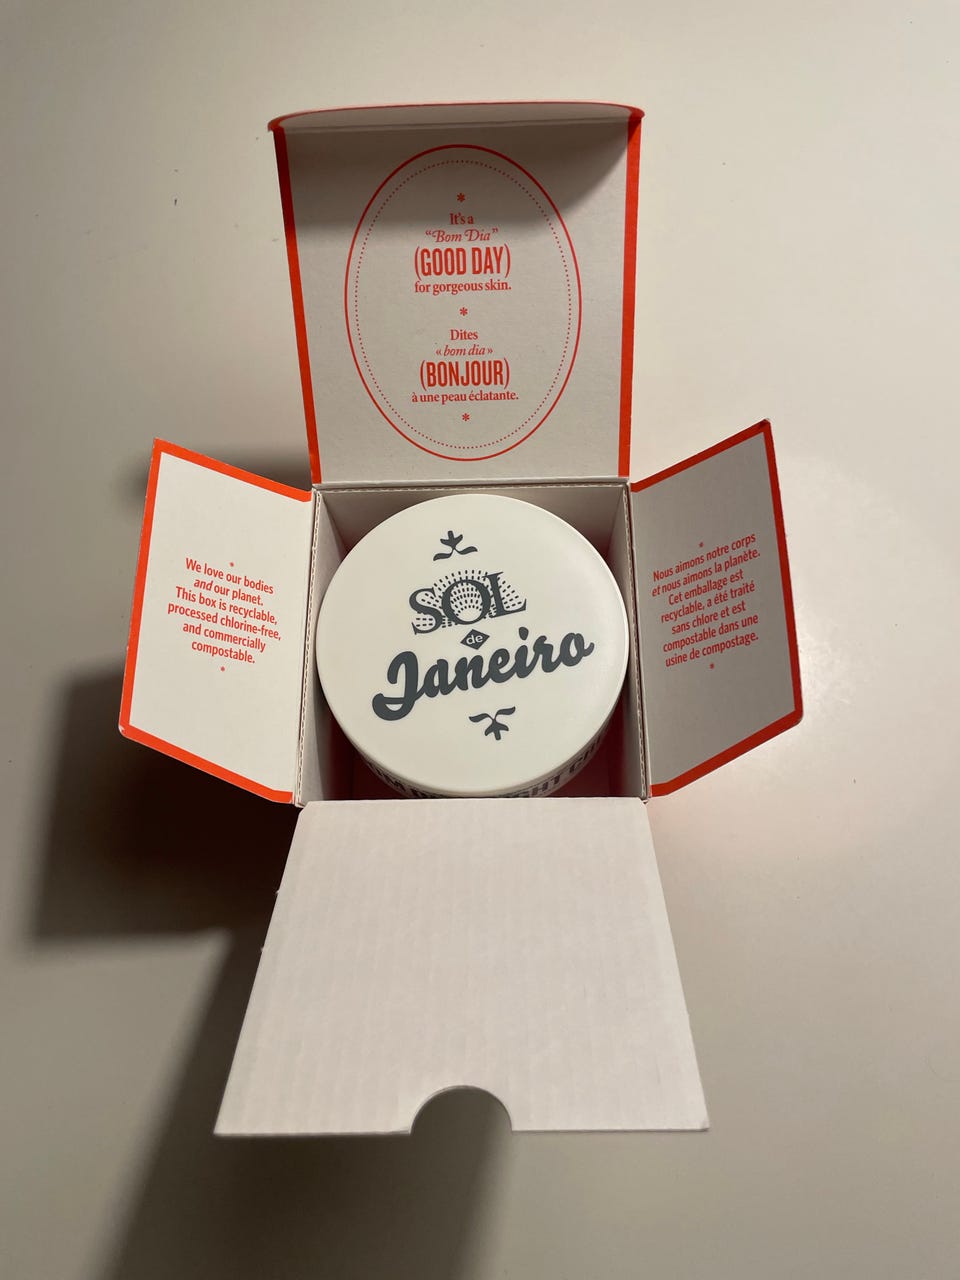 *
It's a
“Bom Dia”
(GOOD DAY)
for gorgeous skin.
*
Dites
« bom dia »
(BONJOUR)
à une peau éclatante.
*
*
We love our bodies
and our planet.
This box is recyclable,
processed chlorine-free,
and commercially
compostable.
*
SOL
de
Janeiro
*
Nous aimons notre corps
et nous aimons la planète.
Cet emballage est
recyclable, a été traité
sans chlore et est
compostable dans une
usine de compostage.
*